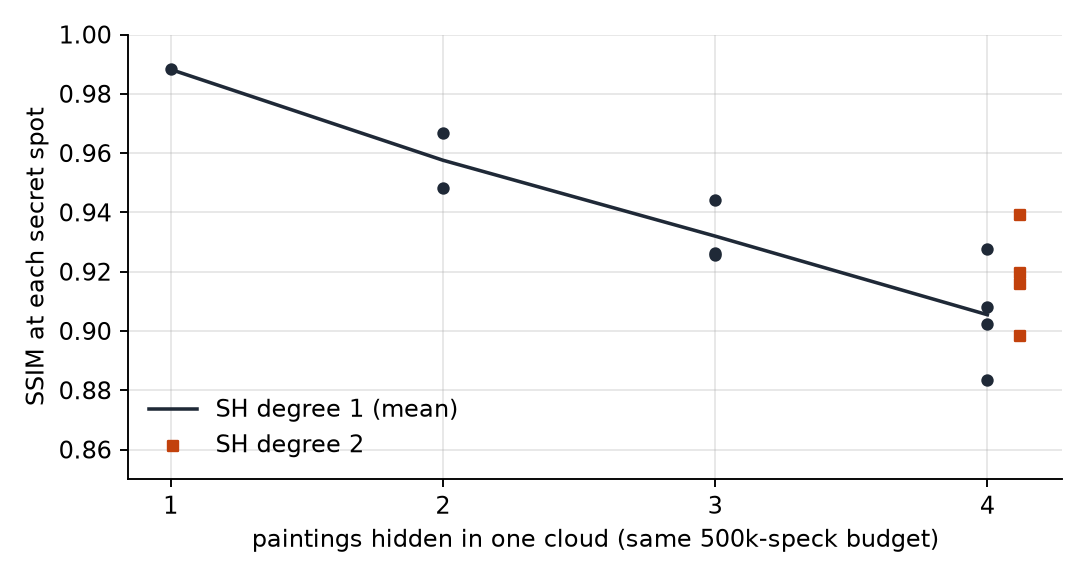 1.00
0.98
0.96
0.94
0.92
0.90
0.88
0.86
SSIM at each secret spot
SH degree 1 (mean)
SH degree 2
1 2 3 4
paintings hidden in one cloud (same 500k-speck budget)